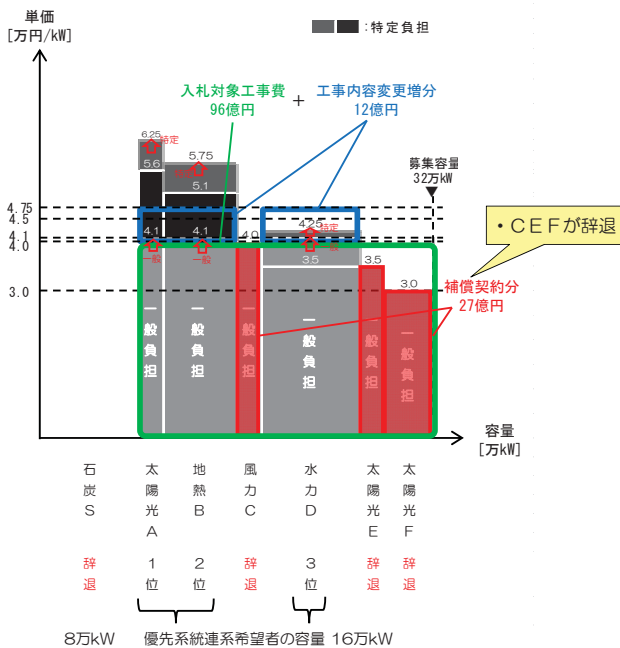 単価
[万円/kW]
:特定負担
入札対象工事費
96億円
+
工事内容変更増分
12億円
募集容量
32万kW
・CEFが辞退
補償契約分
27億円
4.75
4.5
4.1
4.0
3.0
6.25
特定
5.6
4.1
一般
5.75
5.1
4.1
一般
4.0
4.25
特定
一般
3.5
3.5
3.0
一般負担
一般負担
一般負担
一般負担
一般負担
一般負担
容量
[万kW]
石炭S
太陽光A
地熱B
風力C
水力D
太陽光E
太陽光F
辞退
1位
2位
辞退
3位
辞退
辞退
8万kW
優先系統連系希望者の容量 16万kW